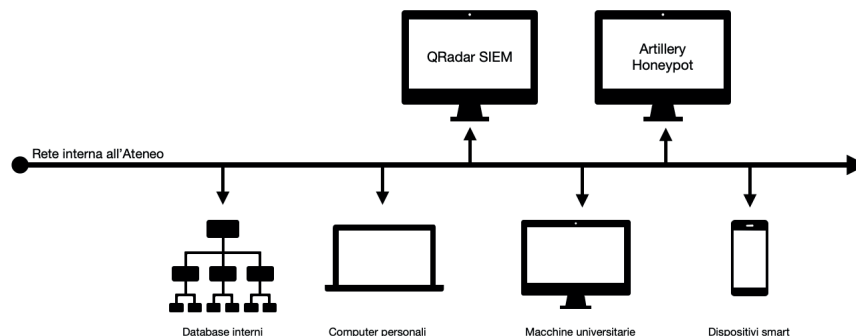 QRadar SIEM
Artillery
Honeypot
Rete interna all'Ateneo
Database interni
Computer personali
Macchine universitarie
Dispositivi smart